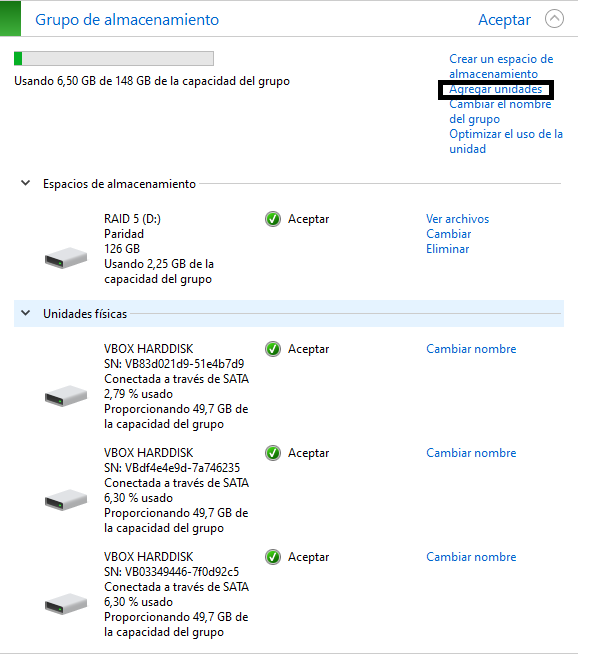 Grupo de almacenamiento
Aceptar
Usando 6,50 GB de 148 GB de la capacidad del grupo
Crear un espacio de
almacenamiento
Agregar unidades
Cambiar el nombre
del grupo
Optimizar el uso de la
unidad
Espacios de almacenamiento
RAID 5 (D:)
Paridad
126 GB
Usando 2,25 GB de la
capacidad del grupo
Aceptar
Ver archivos
Cambiar
Eliminar
Unidades físicas
VBOX HARDDISK
SN: VB83d021d9-51e4b7d9
Conectada a través de SATA
2,79 % usado
Proporcionando 49,7 GB de
la capacidad del grupo
Aceptar
Cambiar nombre
VBOX HARDDISK
SN: VBdf4e4e9d-7a746235
Conectada a través de SATA
6,30 % usado
Proporcionando 49,7 GB de
la capacidad del grupo
Aceptar
Cambiar nombre
VBOX HARDDISK
SN: VB03349446-7f0d92c5
Conectada a través de SATA
6,30 % usado
Proporcionando 49,7 GB de
la capacidad del grupo
Aceptar
Cambiar nombre